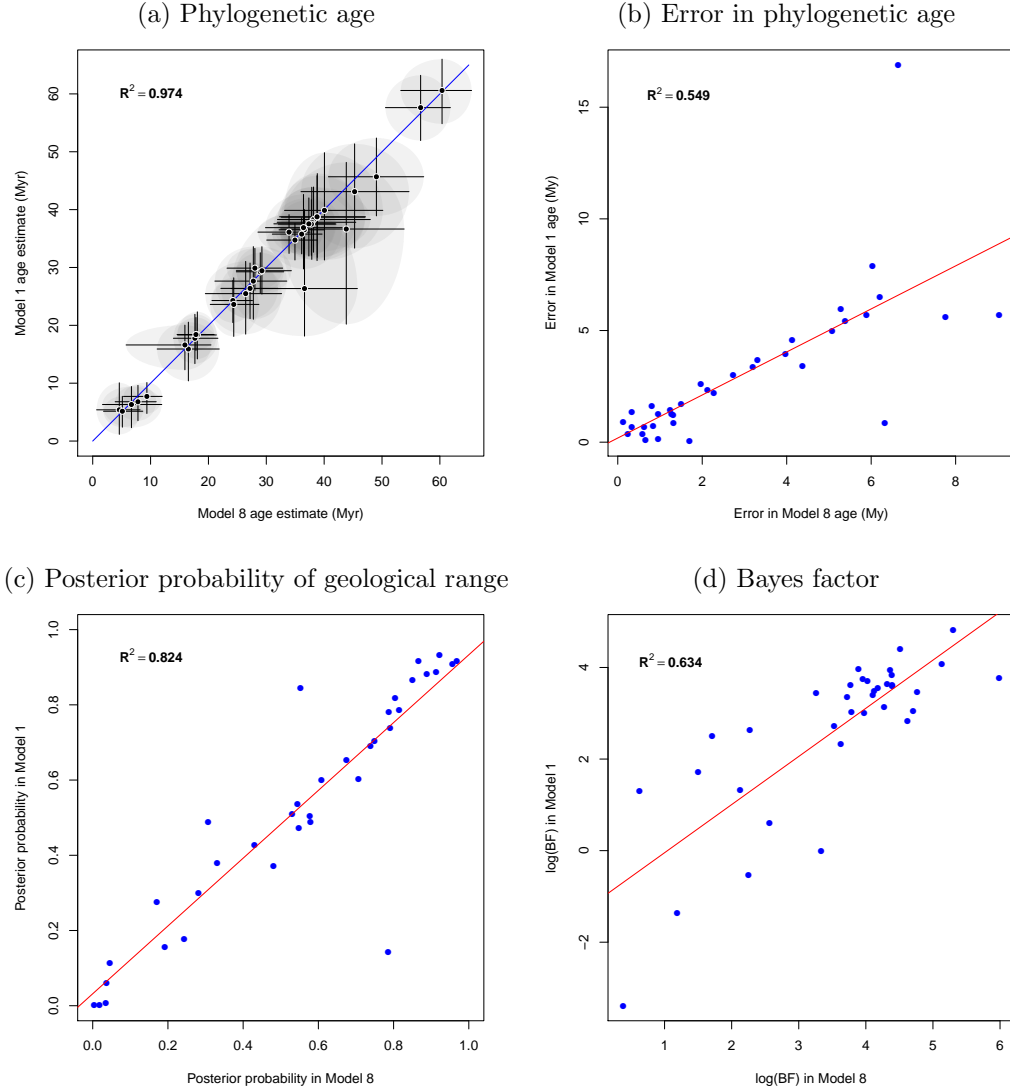 (a) Phylogenetic age
R² = 0.974
Model 1 age estimate (Myr)
60
50
40
30
20
10
0
0 10 20 30 40 50 60
Model 8 age estimate (Myr)
(b) Error in phylogenetic age
R² = 0.549
Error in Model 1 age (My)
15
10
5
0
0 2 4 6 8
Error in Model 8 age (My)
(c) Posterior probability of geological range
R² = 0.824
Posterior probability in Model 1
1.0
0.8
0.6
0.4
0.2
0.0
0.0 0.2 0.4 0.6 0.8 1.0
Posterior probability in Model 8
(d) Bayes factor
R² = 0.634
log(BF) in Model 1
4
2
0
−2
1 2 3 4 5 6
log(BF) in Model 8